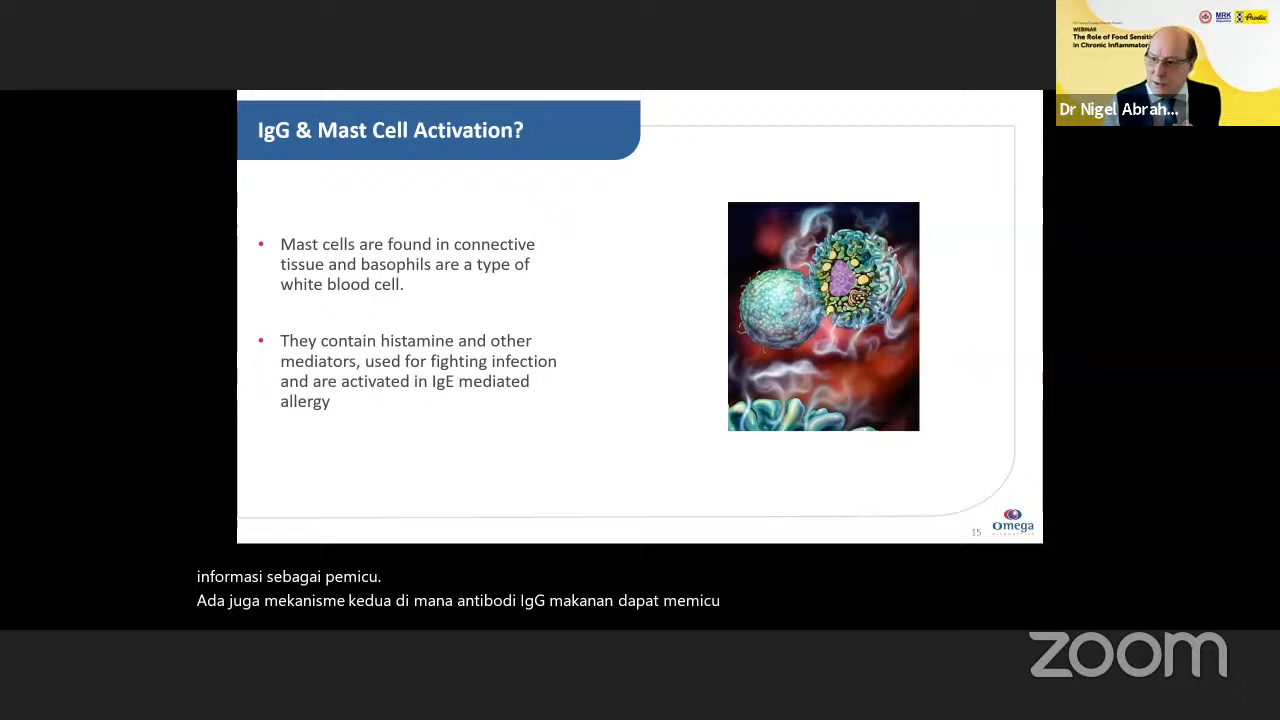 WEBINAR
The Role of Food Sensiti
in Chronic Inflammator
MRK
Prodia
Dr Nigel Abrah...
IgG & Mast Cell Activation?
• Mast cells are found in connective
tissue and basophils are a type of
white blood cell.
• They contain histamine and other
mediators, used for fighting infection
and are activated in IgE mediated
allergy
15
Omega
DIAGNOSTICS
informasi sebagai pemicu.
Ada juga mekanisme kedua di mana antibodi IgG makanan dapat memicu
zoom